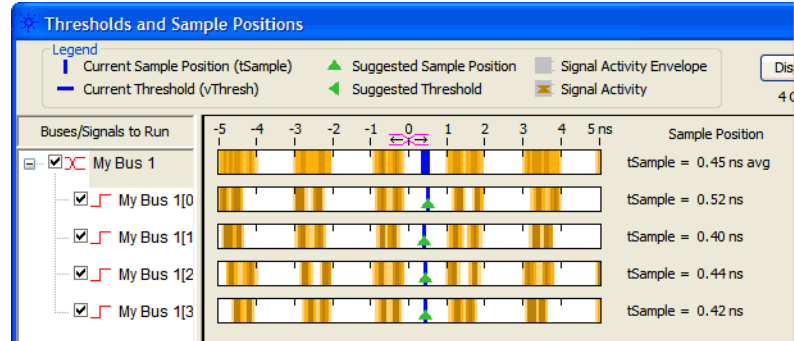 Thresholds and Sample Positions
Legend
Current Sample Position (tSample) Suggested Sample Position Signal Activity Envelope
Current Threshold (vThresh) Suggested Threshold Signal Activity
Dis
4 C
Buses/Signals to Run -5 -4 -3 -2 -1 0 1 2 3 4 5 ns Sample Position
My Bus 1 tSample = 0.45 ns avg
My Bus 1[0 tSample = 0.52 ns
My Bus 1[1 tSample = 0.40 ns
My Bus 1[2 tSample = 0.44 ns
My Bus 1[3 tSample = 0.42 ns